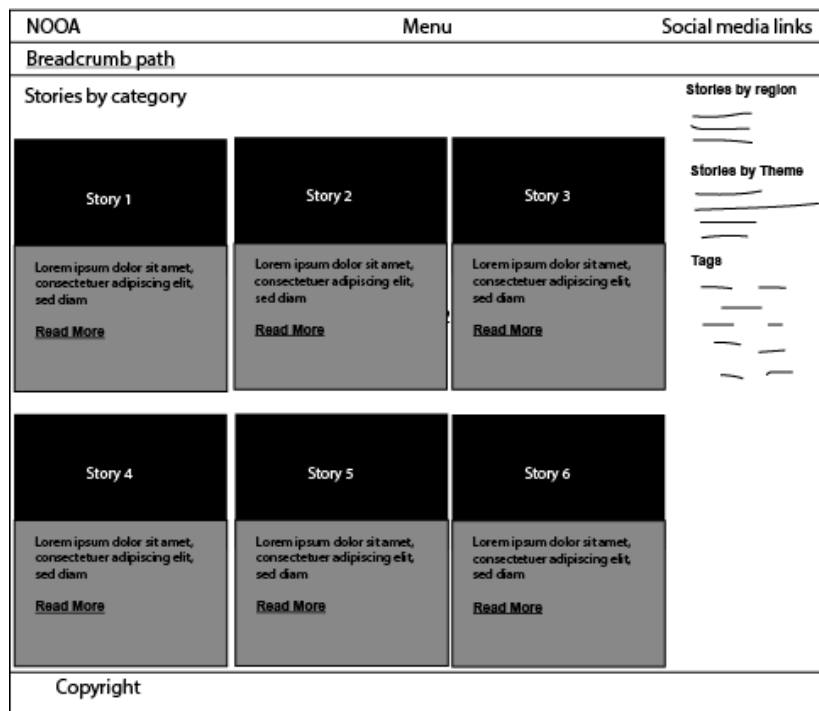 NOOA Menu Social media links
Breadcrumb path
Stories by category
Story 1
Lorem ipsum dolor sit amet,
consectetuer adipiscing elit,
sed diam
Read More
Story 2
Lorem ipsum dolor sit amet,
consectetuer adipiscing elit,
sed diam
Read More
Story 3
Lorem ipsum dolor sit amet,
consectetuer adipiscing elit,
sed diam
Read More
Story 4
Lorem ipsum dolor sit amet,
consectetuer adipiscing elit,
sed diam
Read More
Story 5
Lorem ipsum dolor sit amet,
consectetuer adipiscing elit,
sed diam
Read More
Story 6
Lorem ipsum dolor sit amet,
consectetuer adipiscing elit,
sed diam
Read More
Stories by region
Stories by Theme
Tags
Copyright